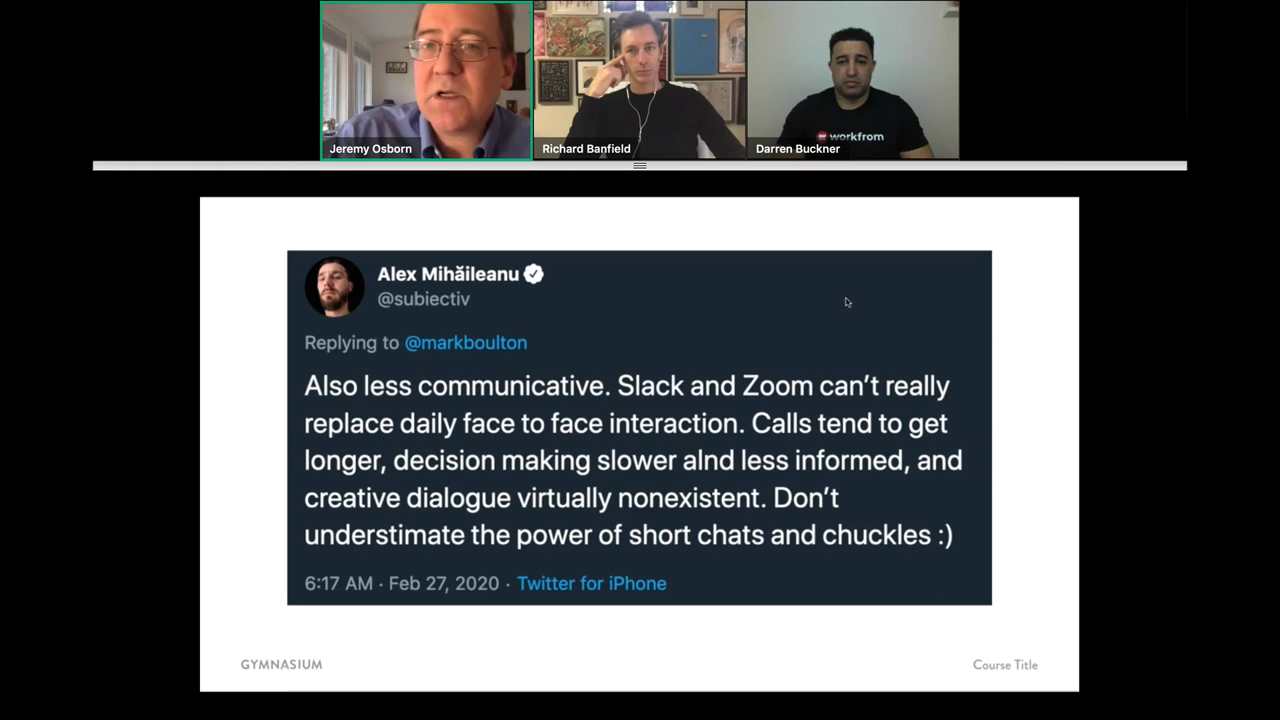 Jeremy Osborn
Richard Banfield
Darren Buckner
workfrom
Alex Mihăileanu
@subiectiv
Replying to @markboulton
Also less communicative. Slack and Zoom can’t really
replace daily face to face interaction. Calls tend to get
longer, decision making slower alnd less informed, and
creative dialogue virtually nonexistent. Don’t
understimate the power of short chats and chuckles :)
6:17 AM · Feb 27, 2020 · Twitter for iPhone
GYMNASIUM
Course Title